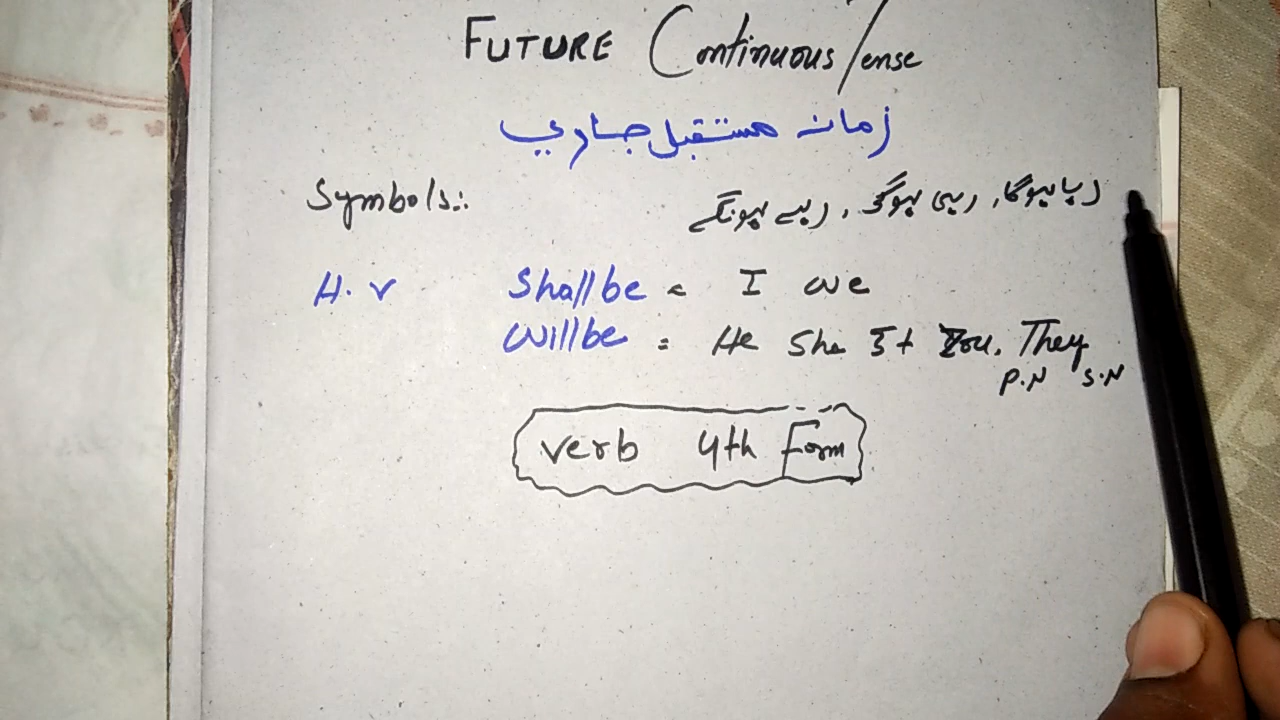 FUTURE Continuous Tense
زمانہ مستقبل جاری
Symbols:. رہا ہوگا, رہی ہوگی, رہے ہونگے
H.V Shall be = I we
Will be = He She It You. They
P.N S.N
verb 4th Form